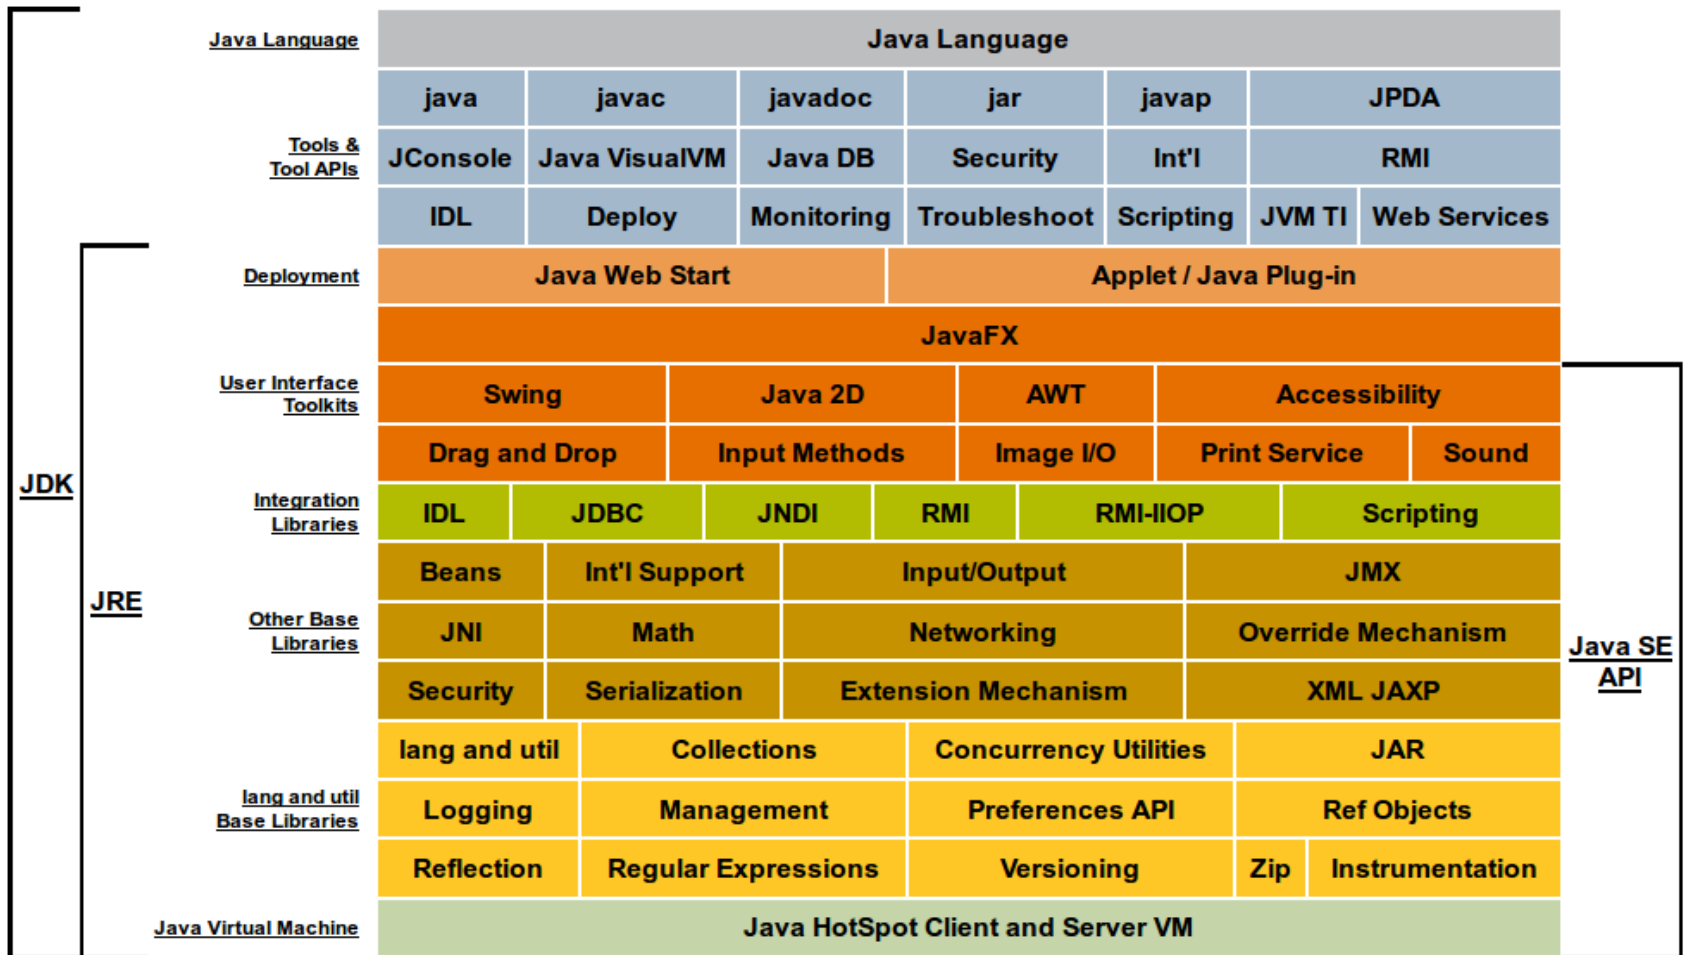 Java Language
Java Language
java javac javadoc jar javap JPDA
Tools &
Tool APIs
JConsole Java VisualVM Java DB Security Int'l RMI
IDL Deploy Monitoring Troubleshoot Scripting JVM TI Web Services
Deployment
Java Web Start Applet / Java Plug-in
JavaFX
User Interface
Toolkits
Swing Java 2D AWT Accessibility
Drag and Drop Input Methods Image I/O Print Service Sound
JDK
Integration
Libraries
IDL JDBC JNDI RMI RMI-IIOP Scripting
Beans Int'l Support Input/Output JMX
JRE
Other Base
Libraries
JNI Math Networking Override Mechanism
Java SE
API
Security Serialization Extension Mechanism XML JAXP
lang and util Collections Concurrency Utilities JAR
lang and util
Base Libraries
Logging Management Preferences API Ref Objects
Reflection Regular Expressions Versioning Zip Instrumentation
Java Virtual Machine
Java HotSpot Client and Server VM